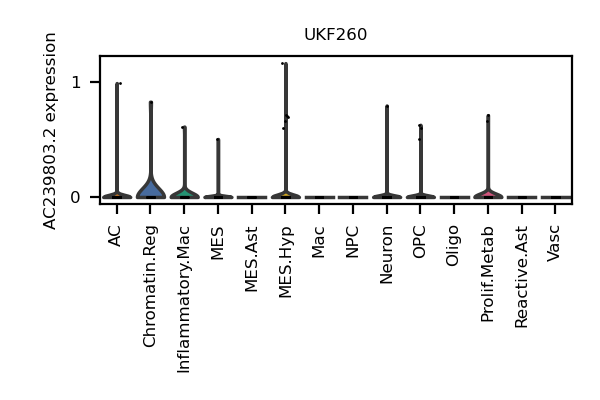 UKF260
AC239803.2 expression
1
0
AC
Chromatin.Reg
Inflammatory.Mac
MES
MES.Ast
MES.Hyp
Mac
NPC
Neuron
OPC
Oligo
Prolif.Metab
Reactive.Ast
Vasc